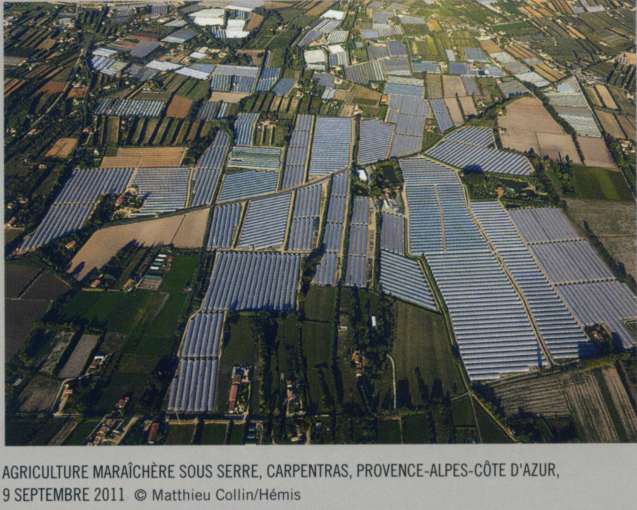 AGRICULTURE MARAÎCHÈRE SOUS SERRE, CARPENTRAS, PROVENCE-ALPES-CÔTE D'AZUR,
9 SEPTEMBRE 2011 © Matthieu Collin/Hémis